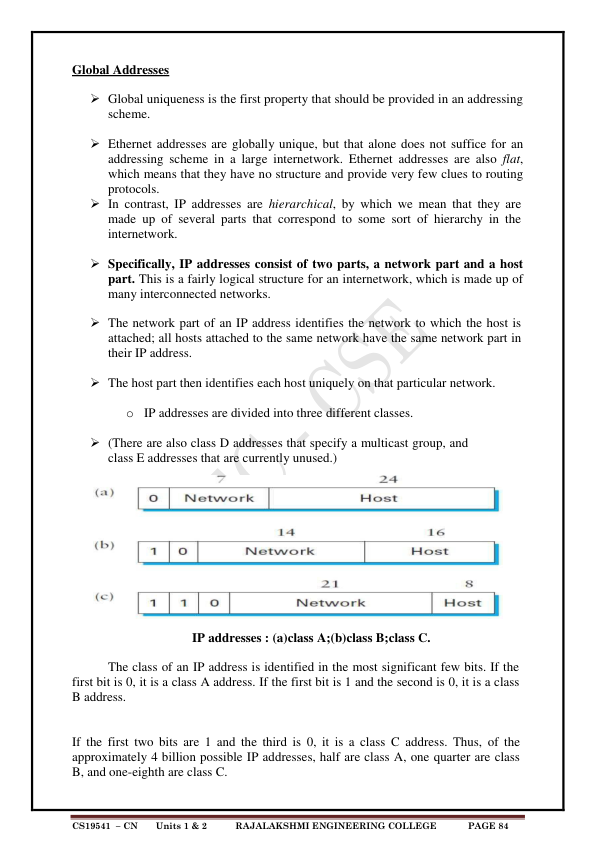 Global Addresses
➢ Global uniqueness is the first property that should be provided in an addressing
scheme.
➢ Ethernet addresses are globally unique, but that alone does not suffice for an
addressing scheme in a large internetwork. Ethernet addresses are also flat,
which means that they have no structure and provide very few clues to routing
protocols.
➢ In contrast, IP addresses are hierarchical, by which we mean that they are
made up of several parts that correspond to some sort of hierarchy in the
internetwork.
➢ Specifically, IP addresses consist of two parts, a network part and a host
part. This is a fairly logical structure for an internetwork, which is made up of
many interconnected networks.
➢ The network part of an IP address identifies the network to which the host is
attached; all hosts attached to the same network have the same network part in
their IP address.
➢ The host part then identifies each host uniquely on that particular network.
o IP addresses are divided into three different classes.
➢ (There are also class D addresses that specify a multicast group, and
class E addresses that are currently unused.)
7 24
(a) 0 Network Host
14 16
(b) 1 0 Network Host
21 8
(c) 1 1 0 Network Host
IP addresses : (a)class A;(b)class B;class C.
The class of an IP address is identified in the most significant few bits. If the
first bit is 0, it is a class A address. If the first bit is 1 and the second is 0, it is a class
B address.
If the first two bits are 1 and the third is 0, it is a class C address. Thus, of the
approximately 4 billion possible IP addresses, half are class A, one quarter are class
B, and one-eighth are class C.
CS19541 – CN Units 1 & 2 RAJALAKSHMI ENGINEERING COLLEGE PAGE 84
- CSE